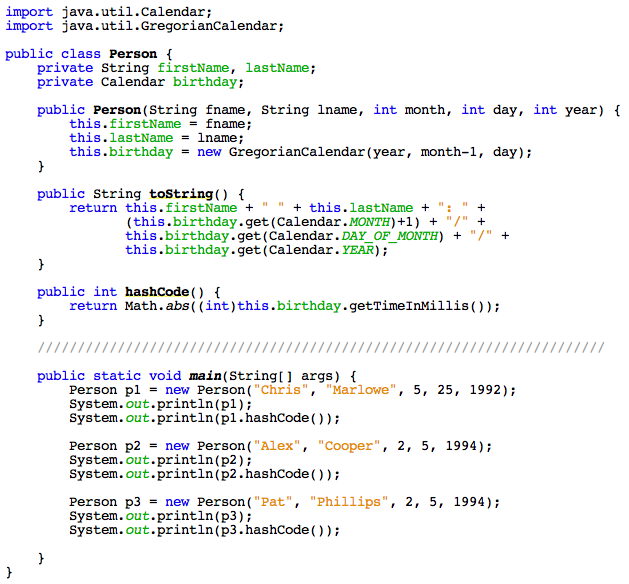 import java.util.Calendar;
import java.util.GregorianCalendar;

public class Person {
    private String firstName, lastName;
    private Calendar birthday;

    public Person(String fname, String lname, int month, int day, int year) {
        this.firstName = fname;
        this.lastName = lname;
        this.birthday = new GregorianCalendar(year, month-1, day);
    }

    public String toString() {
        return this.firstName + " " + this.lastName + ": " +
               (this.birthday.get(Calendar.MONTH)+1) + "/" +
               this.birthday.get(Calendar.DAY_OF_MONTH) + "/" +
               this.birthday.get(Calendar.YEAR);
    }

    public int hashCode() {
        return Math.abs((int)this.birthday.getTimeInMillis());
    }

    ///////////////////////////////////////////////////////////////////////

    public static void main(String[] args) {
        Person p1 = new Person("Chris", "Marlowe", 5, 25, 1992);
        System.out.println(p1);
        System.out.println(p1.hashCode());

        Person p2 = new Person("Alex", "Cooper", 2, 5, 1994);
        System.out.println(p2);
        System.out.println(p2.hashCode());

        Person p3 = new Person("Pat", "Phillips", 2, 5, 1994);
        System.out.println(p3);
        System.out.println(p3.hashCode());

    }
}